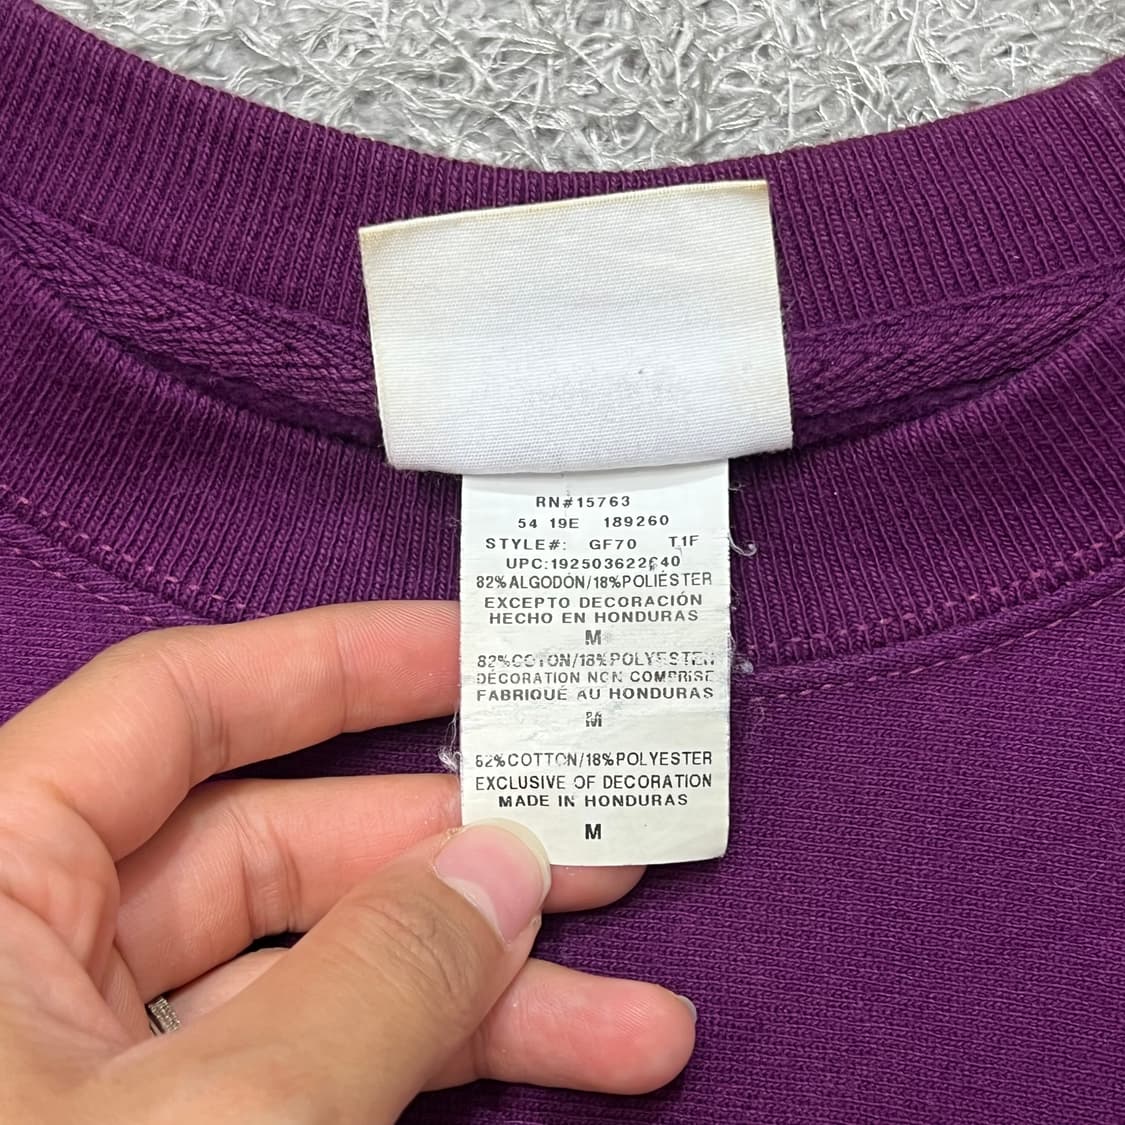 RN#15763
54 19E 189260
STYLE#: GF70 T1F
82%ALGODÓN/18%POLIÉSTER
EXCEPTO DECORACIÓN
HECHO EN HONDURAS
M
82%COTON/18%POLYESTER
DÉCORATION NON COMPRISE
FABRIQUÉ AU HONDURAS
M
82%COTTON/18%POLYESTER
EXCLUSIVE OF DECORATION
MADE IN HONDURAS
M